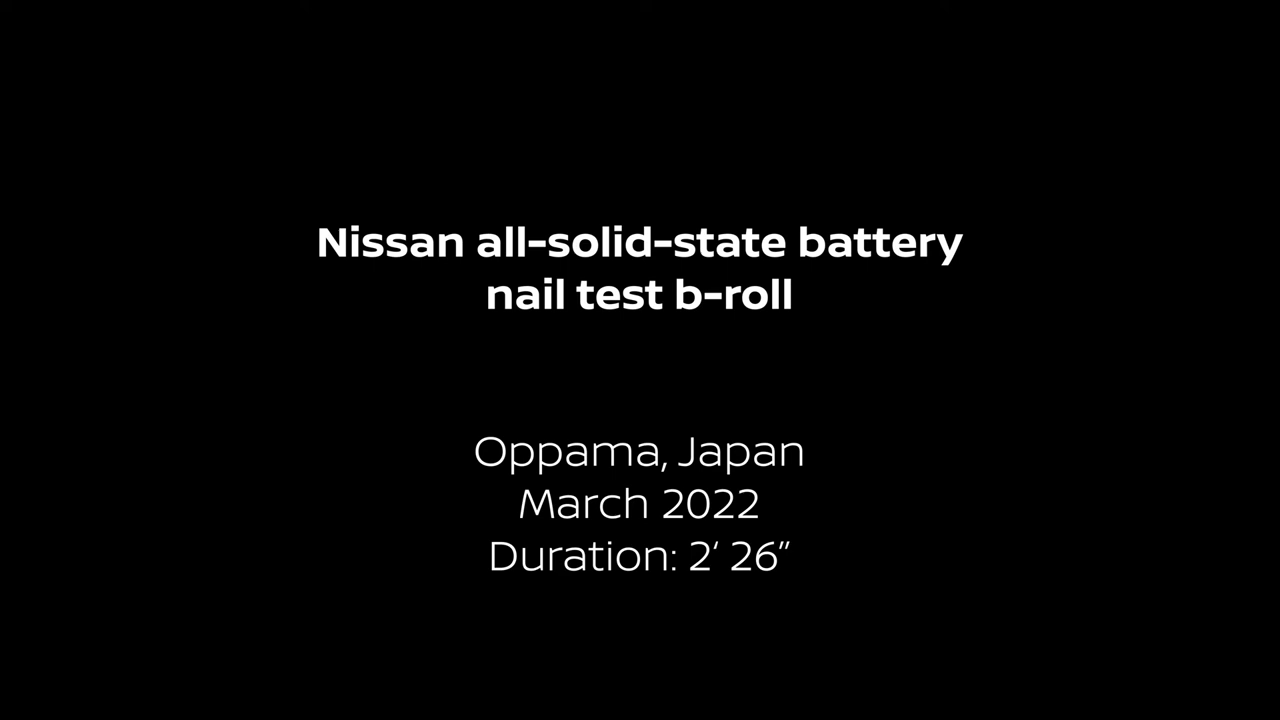 Nissan all-solid-state battery
nail test b-roll
Oppama, Japan
March 2022
Duration: 2‘ 26”